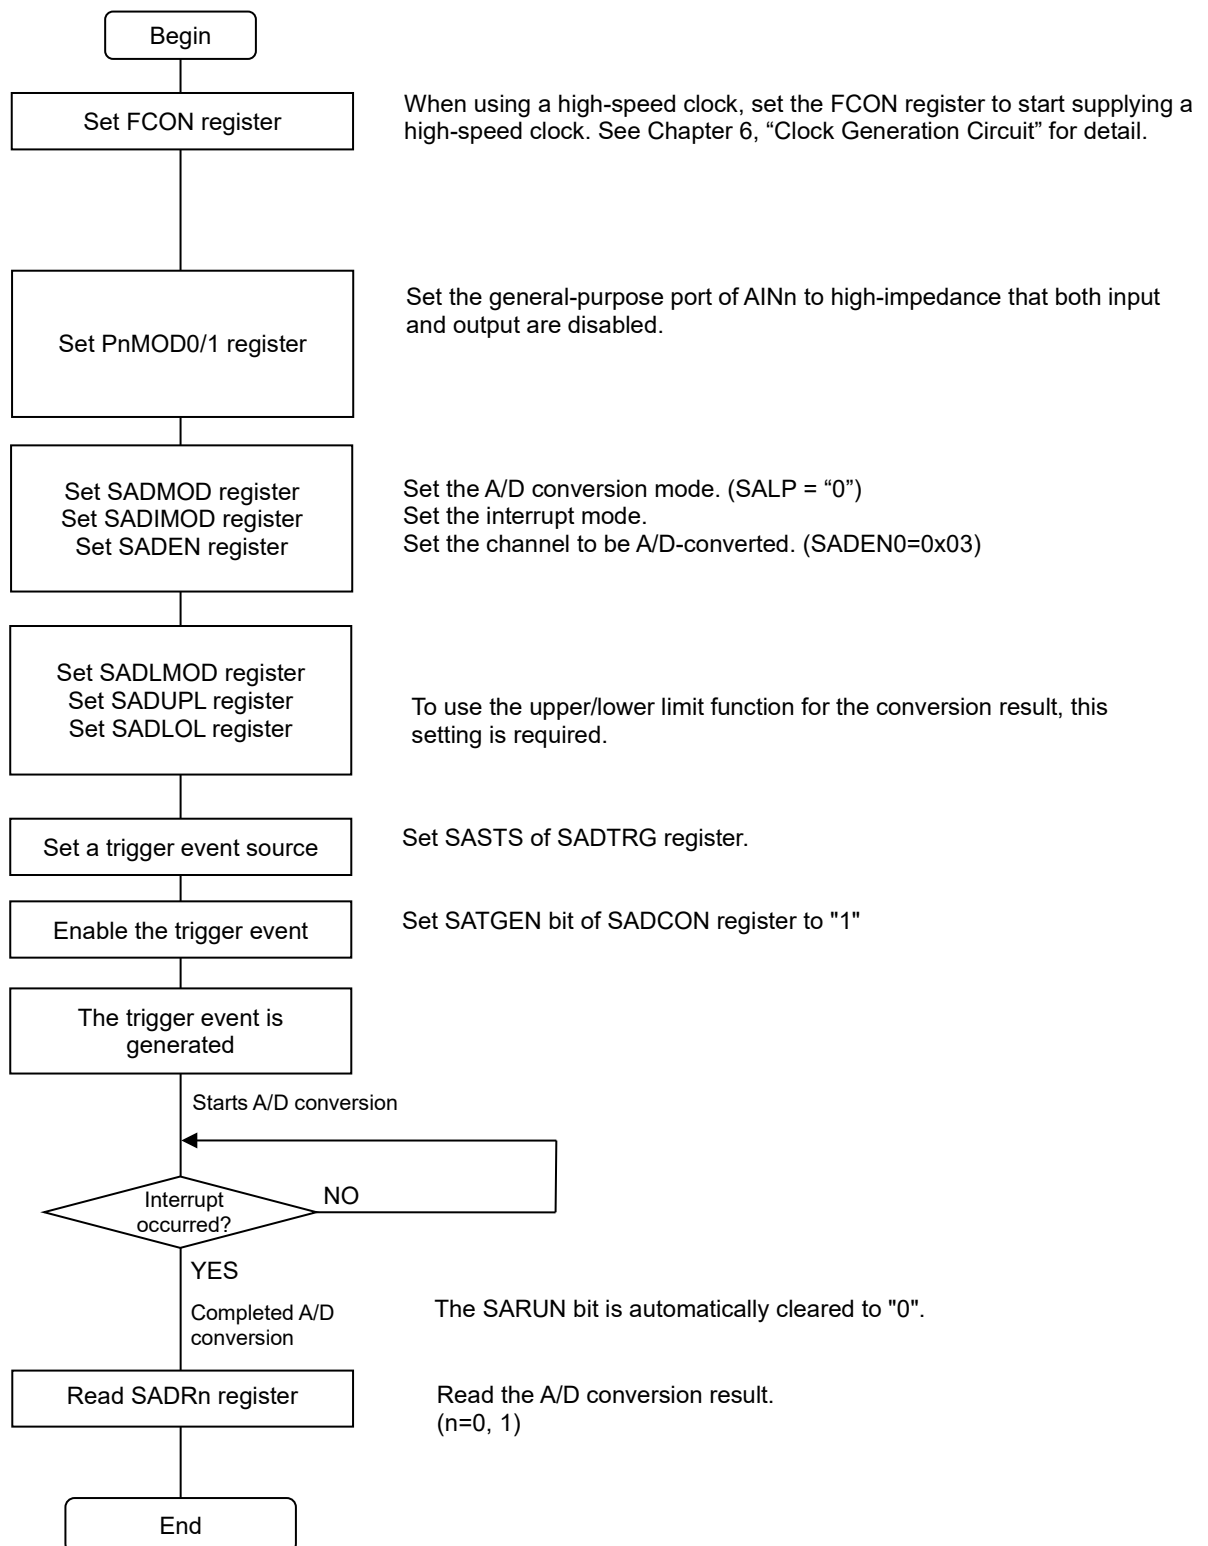 Begin
Set FCON register
When using a high-speed clock, set the FCON register to start supplying a
high-speed clock. See Chapter 6, “Clock Generation Circuit” for detail.
Set PnMOD0/1 register
Set the general-purpose port of AINn to high-impedance that both input
and output are disabled.
Set SADMOD register
Set SADIMOD register
Set SADEN register
Set the A/D conversion mode. (SALP = “0”)
Set the interrupt mode.
Set the channel to be A/D-converted. (SADEN0=0x03)
Set SADLMOD register
Set SADUPL register
Set SADLOL register
To use the upper/lower limit function for the conversion result, this
setting is required.
Set a trigger event source
Set SASTS of SADTRG register.
Enable the trigger event
Set SATGEN bit of SADCON register to "1"
The trigger event is
generated
Starts A/D conversion
Interrupt
occurred?
NO
YES
Completed A/D
conversion
The SARUN bit is automatically cleared to "0".
Read SADRn register
Read the A/D conversion result.
(n=0, 1)
End